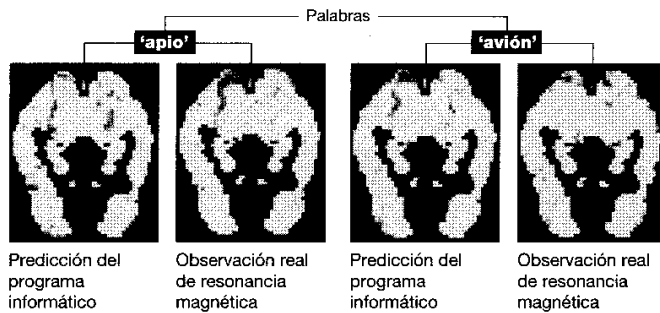 Palabras
'apio'
'avión'
Predicción del
programa
informático
Observación real
de resonancia
magnética
Predicción del
programa
informático
Observación real
de resonancia
magnética